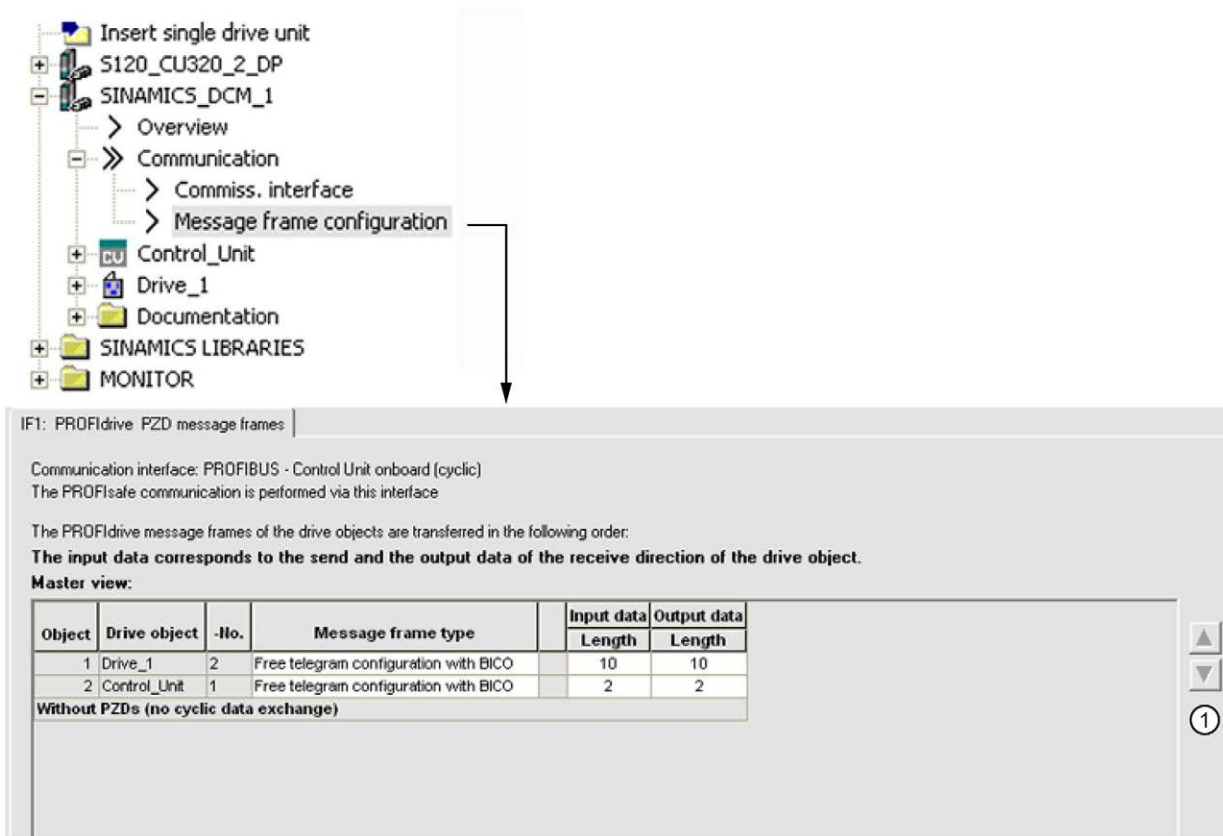 Insert single drive unit
S120_CU320_2_DP
SINAMICS_DCM_1
Overview
Communication
Commiss. interface
Message frame configuration
CU Control_Unit
Drive_1
Documentation
SINAMICS LIBRARIES
MONITOR
IF1: PROFIdrive PZD message frames
Communication interface: PROFIBUS - Control Unit onboard (cyclic)
The PROFIsafe communication is performed via this interface
The PROFIdrive message frames of the drive objects are transferred in the following order:
The input data corresponds to the send and the output data of the receive direction of the drive object.
Master view:
Object Drive object -No. Message frame type Input data Output data
Length Length
1 Drive_1 2 Free telegram configuration with BICO 10 10
2 Control_Unit 1 Free telegram configuration with BICO 2 2
Without PZDs (no cyclic data exchange)
1